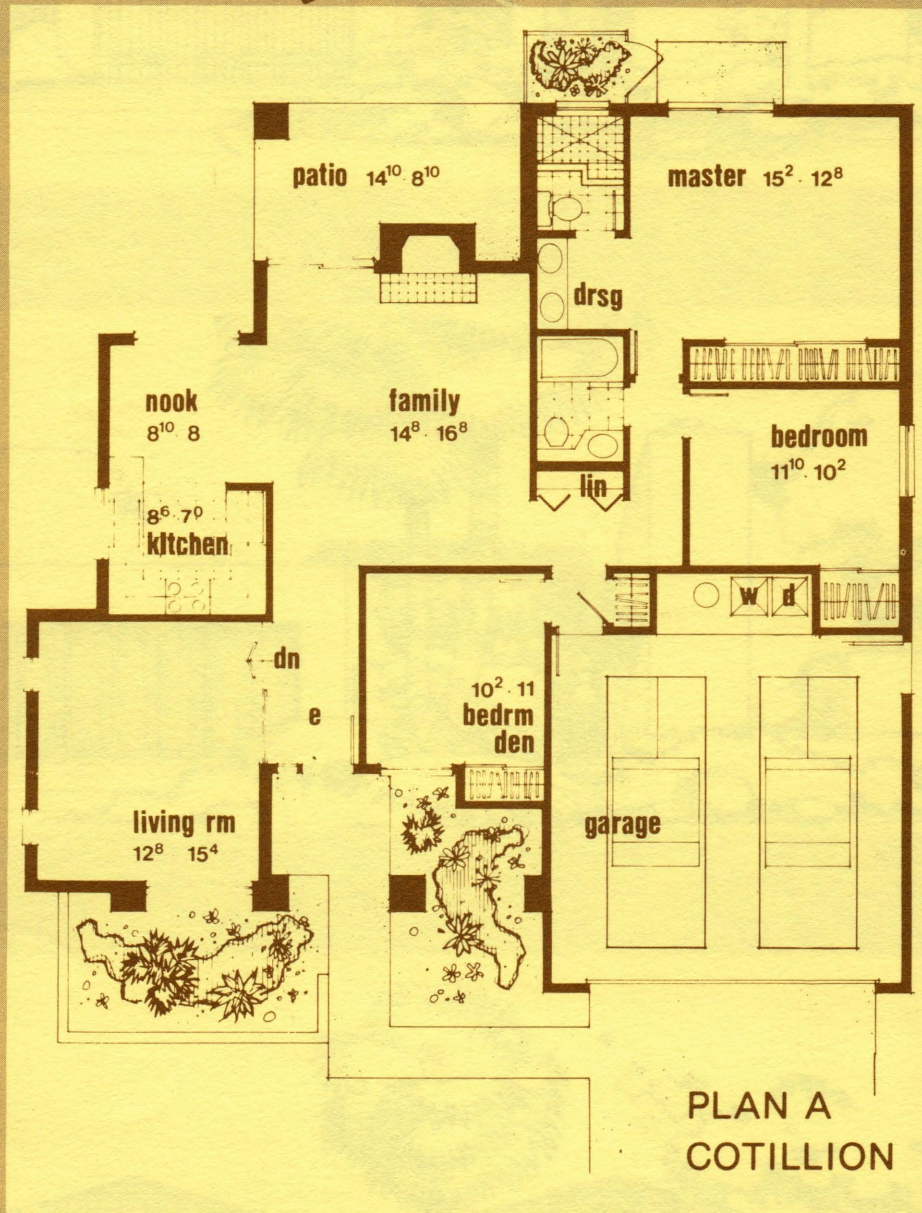 patio 14¹⁰·8¹⁰
master 15²·12⁸
drsg
nook
8¹⁰·8
family
14⁸·16⁸
bedroom
11¹⁰·10²
lin
8⁶·7⁰
kitchen
w d
dn
e
10²·11
bedrm
den
living rm
12⁸ 15⁴
garage
PLAN A
COTILLION